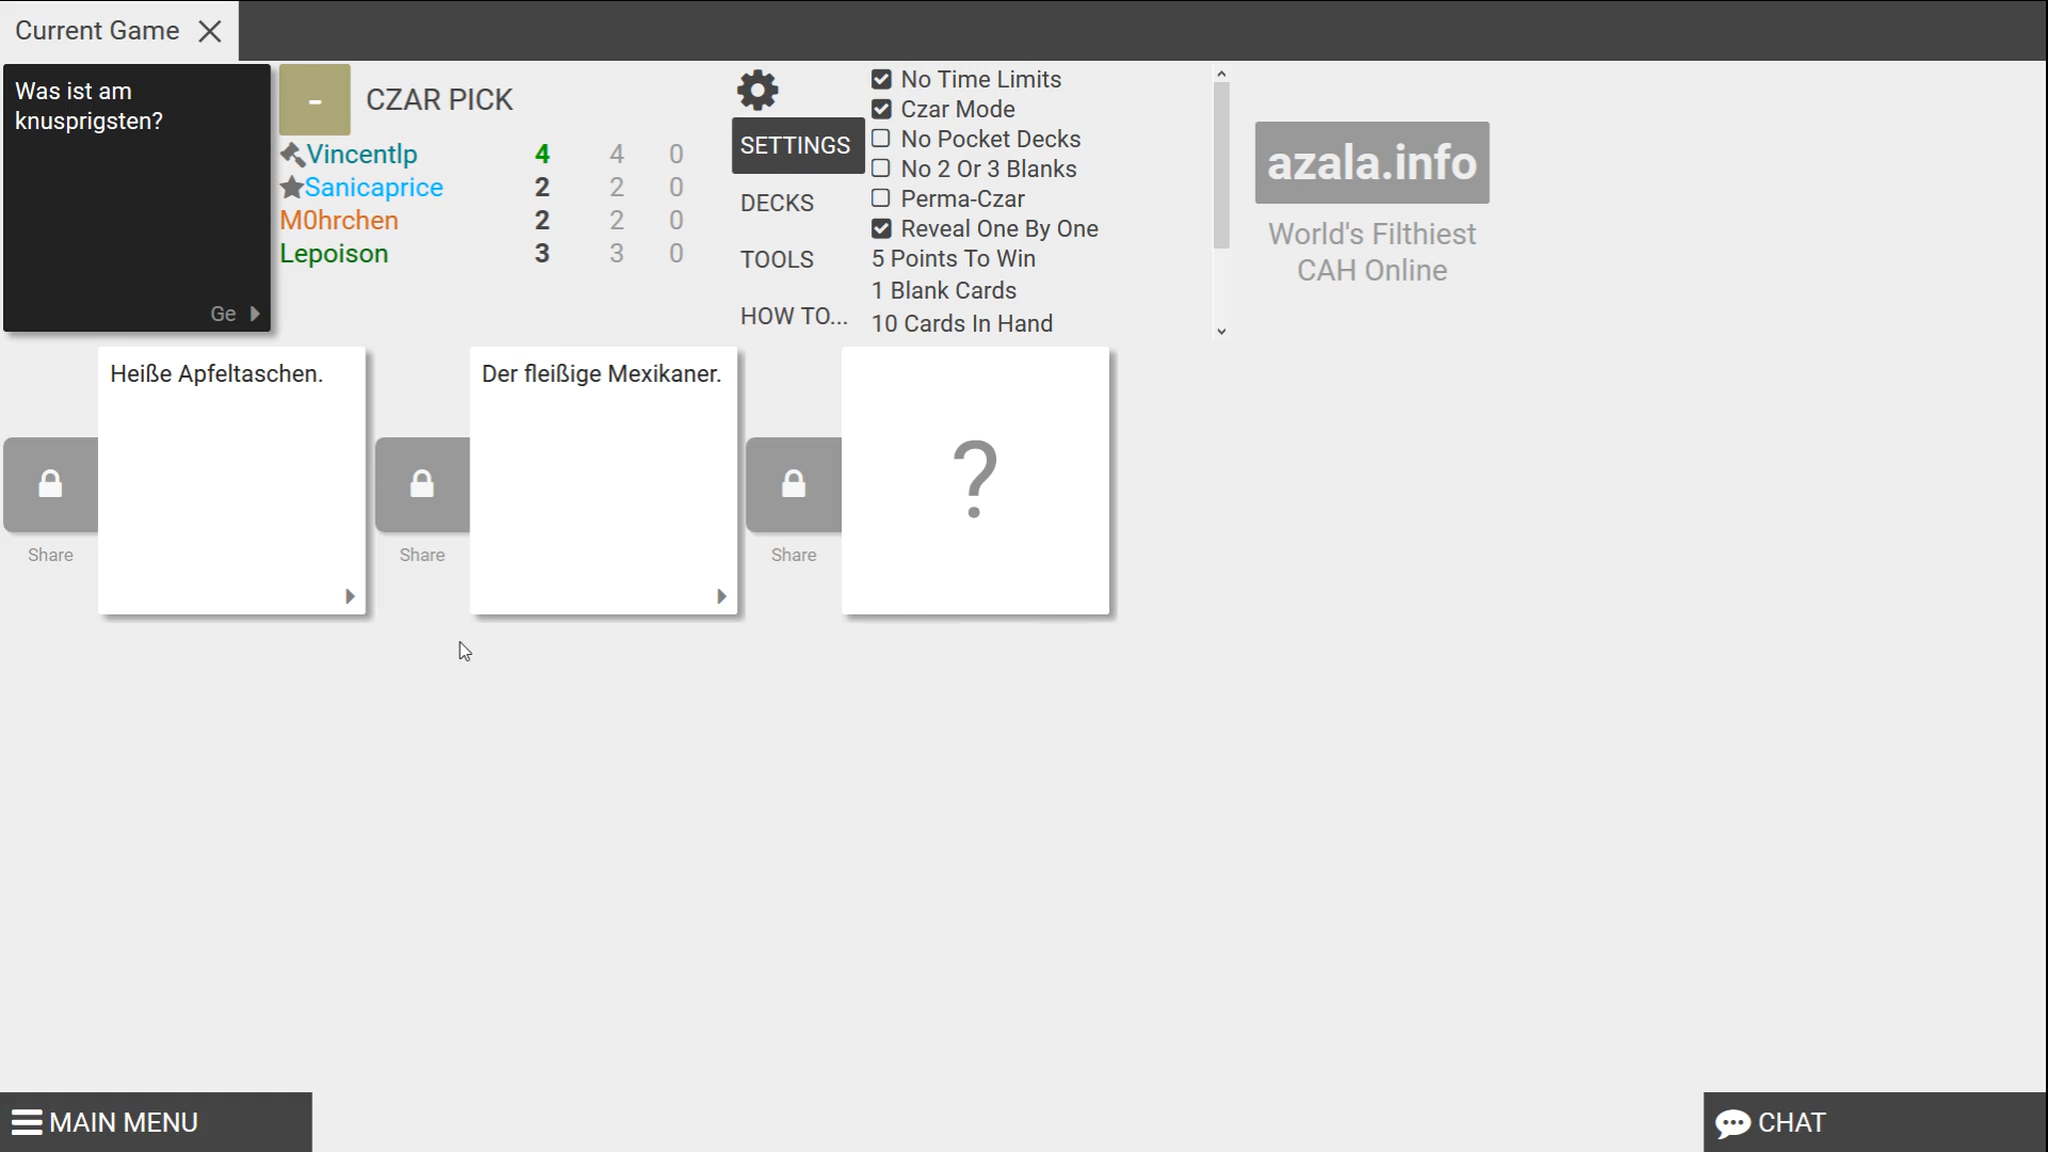 Current Game
Was ist am
knusprigsten?
Ge
-
CZAR PICK
Vincentlp 4 4 0
Sanicaprice 2 2 0
M0hrchen 2 2 0
Lepoison 3 3 0
SETTINGS
DECKS
TOOLS
HOW TO...
No Time Limits
Czar Mode
No Pocket Decks
No 2 Or 3 Blanks
Perma-Czar
Reveal One By One
5 Points To Win
1 Blank Cards
10 Cards In Hand
azala.info
World's Filthiest
CAH Online
Share
Heiße Apfeltaschen.
Share
Der fleißige Mexikaner.
Share
?
MAIN MENU
CHAT